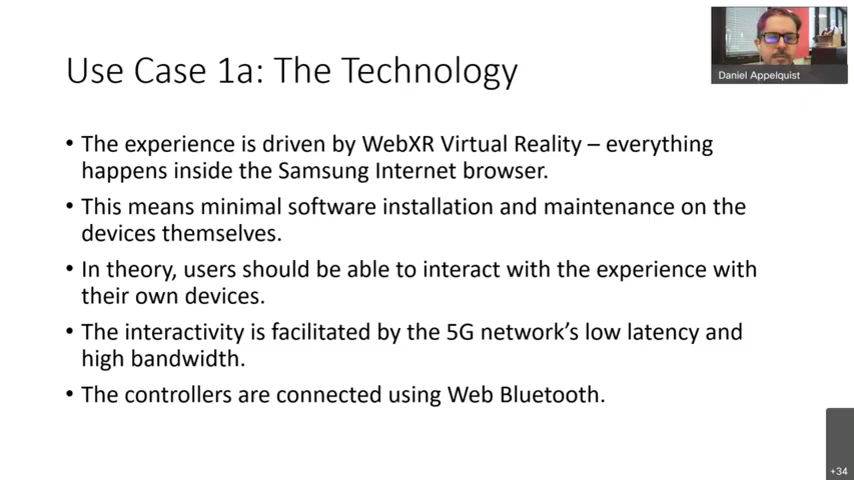 Daniel Appelquist
Use Case 1a: The Technology
• The experience is driven by WebXR Virtual Reality – everything
happens inside the Samsung Internet browser.
• This means minimal software installation and maintenance on the
devices themselves.
• In theory, users should be able to interact with the experience with
their own devices.
• The interactivity is facilitated by the 5G network’s low latency and
high bandwidth.
• The controllers are connected using Web Bluetooth.
+34